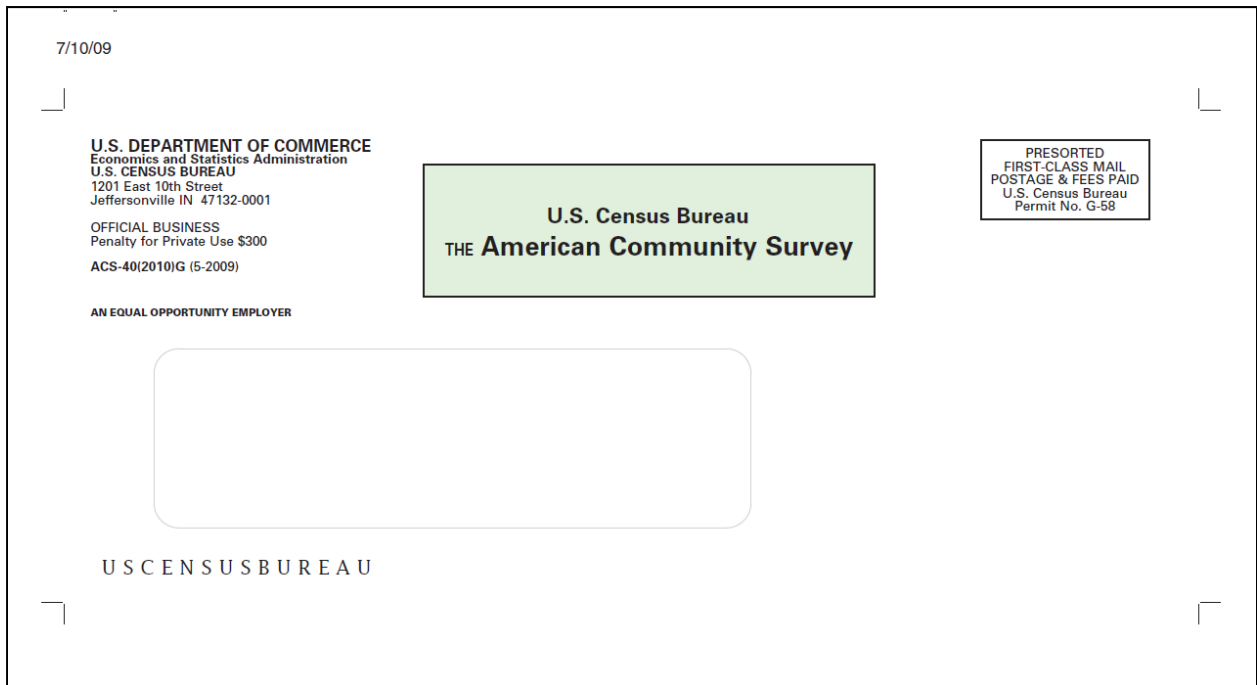 7/10/09
U.S. DEPARTMENT OF COMMERCE
Economics and Statistics Administration
U.S. CENSUS BUREAU
1201 East 10th Street
Jeffersonville IN 47132-0001
OFFICIAL BUSINESS
Penalty for Private Use $300
ACS-40(2010)G (5-2009)
AN EQUAL OPPORTUNITY EMPLOYER
U.S. Census Bureau
THE American Community Survey
PRESORTED
FIRST-CLASS MAIL
POSTAGE & FEES PAID
U.S. Census Bureau
Permit No. G-58
USCENSUSBUREAU